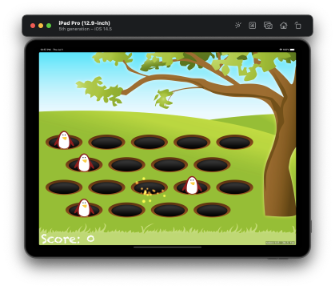 iPad Pro (12.9-inch)
5th generation – iOS 14.5
Score: 0